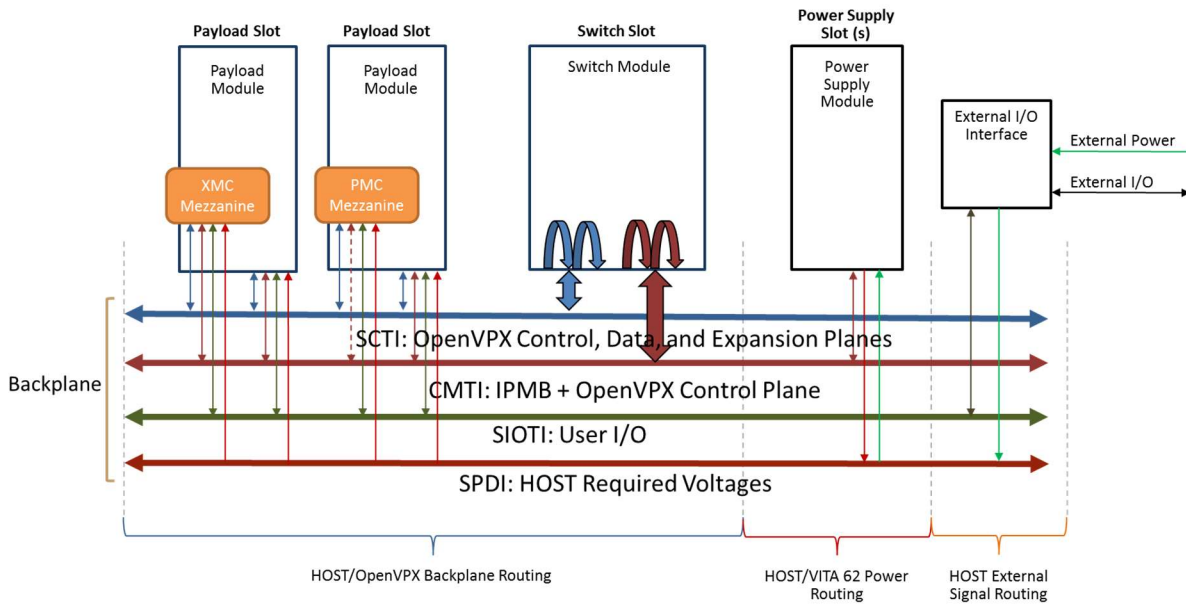 Payload Slot
Payload Slot
Switch Slot
Power Supply
Slot (s)
Payload
Module
Payload
Module
Switch Module
Power
Supply
Module
External I/O
Interface
External Power
External I/O
XMC
Mezzanine
PMC
Mezzanine
SCTI: OpenVPX Control, Data, and Expansion Planes
Backplane
CMTI: IPMB + OpenVPX Control Plane
SIOTI: User I/O
SPDI: HOST Required Voltages
HOST/OpenVPX Backplane Routing
HOST/VITA 62 Power
Routing
HOST External
Signal Routing